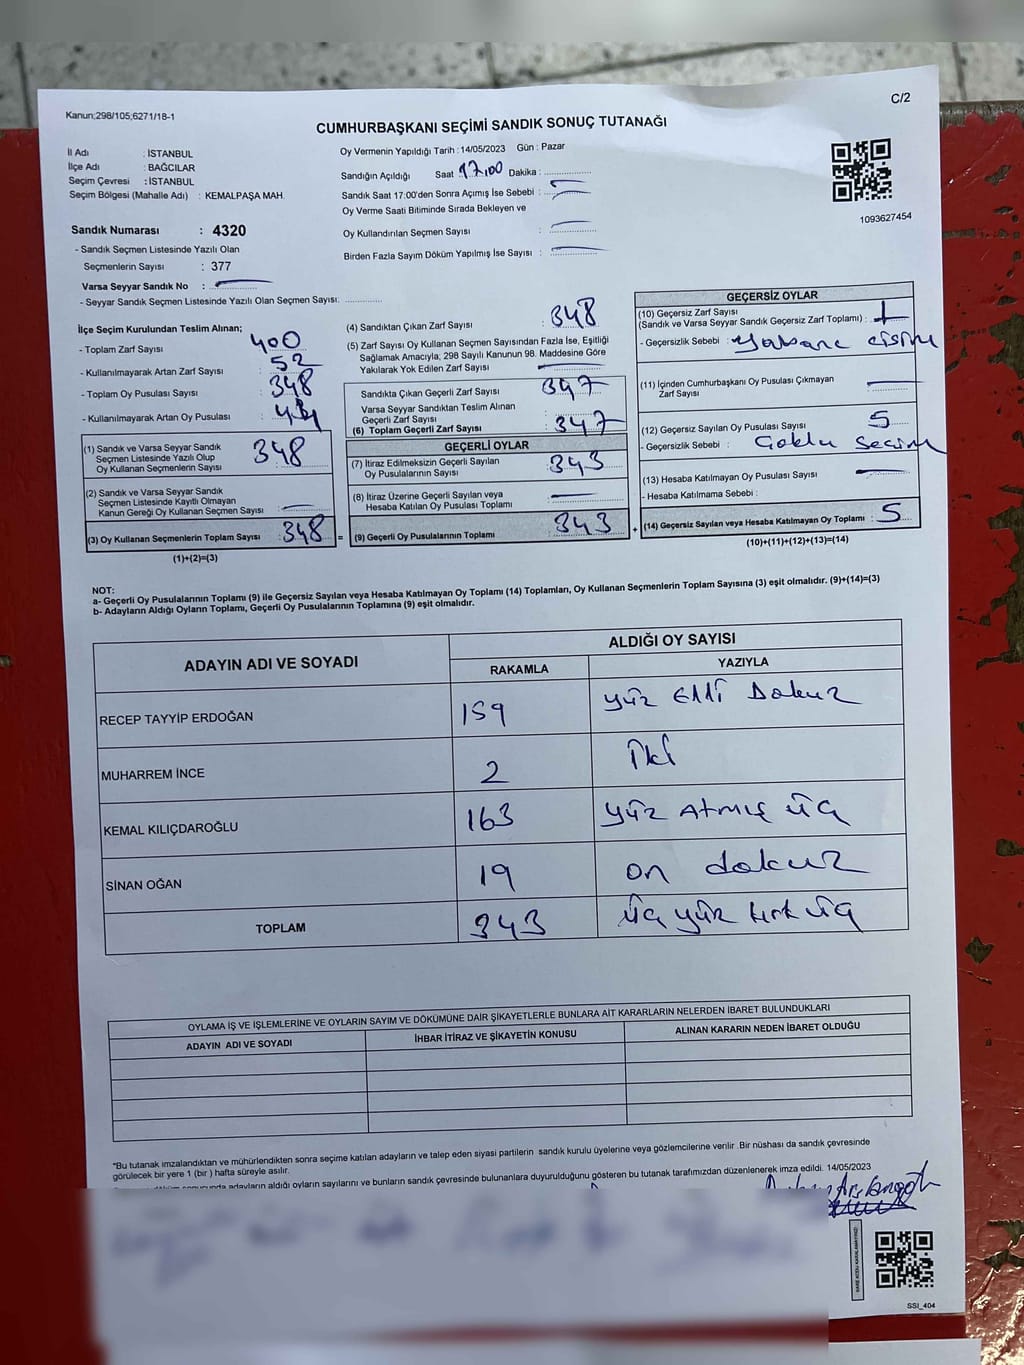 C/2
Kanun;298/105;6271/18-1
CUMHURBAŞKANI SEÇİMİ SANDIK SONUÇ TUTANAĞI
İl Adı : İSTANBUL
İlçe Adı : BAĞCILAR
Seçim Çevresi : İSTANBUL
Seçim Bölgesi (Mahalle Adı) : KEMALPAŞA MAH.
Sandık Numarası : 4320
- Sandık Seçmen Listesinde Yazılı Olan
Seçmenlerin Sayısı : 377
Varsa Seyyar Sandık No :
- Seyyar Sandık Seçmen Listesinde Yazılı Olan Seçmen Sayısı:
Oy Vermenin Yapıldığı Tarih : 14/05/2023 Gün : Pazar
Sandığın Açıldığı Saat 17,00 Dakika :
Sandık Saat 17:00'den Sonra Açımış İse Sebebi :
Oy Verme Saati Bitiminde Sırada Bekleyen ve
Oy Kullandırılan Seçmen Sayısı :
Birden Fazla Sayım Döküm Yapılmış İse Sayısı :
1093627454
İlçe Seçim Kurulundan Teslim Alınan;
- Toplam Zarf Sayısı : 400
- Kullanılmayarak Artan Zarf Sayısı : 52
- Toplam Oy Pusulası Sayısı : 348
- Kullanılmayarak Artan Oy Pusulası :
(1) Sandık ve Varsa Seyyar Sandık
Seçmen Listesinde Yazılı Olup
Oy Kullanan Seçmenlerin Sayısı : 348
(2) Sandık ve Varsa Seyyar Sandık
Seçmen Listesinde Kayıtlı Olmayan
Kanun Gereği Oy Kullanan Seçmen Sayısı :
(3) Oy Kullanan Seçmenlerin Toplam Sayısı : 348 =
(1)+(2)=(3)
(4) Sandıktan Çıkan Zarf Sayısı : 348
(5) Zarf Sayısı Oy Kullanan Seçmen Sayısından Fazla İse, Eşitliği
Sağlamak Amacıyla; 298 Sayılı Kanunun 98. Maddesine Göre
Yakılarak Yok Edilen Zarf Sayısı :
Sandıkta Çıkan Geçerli Zarf Sayısı : 347
Varsa Seyyar Sandıktan Teslim Alınan
Geçerli Zarf Sayısı :
(6) Toplam Geçerli Zarf Sayısı : 347
GEÇERLİ OYLAR
(7) İtiraz Edilmeksizin Geçerli Sayılan
Oy Pusulalarının Sayısı : 343
(8) İtiraz Üzerine Geçerli Sayılan veya
Hesaba Katılan Oy Pusulası Toplamı :
(9) Geçerli Oy Pusulalarının Toplamı : 343 +
GEÇERSİZ OYLAR
(10) Geçersiz Zarf Sayısı
(Sandık ve Varsa Seyyar Sandık Geçersiz Zarf Toplamı) : 1
- Geçersizlik Sebebi : Yabanc cisim
(11) İçinden Cumhurbaşkanı Oy Pusulası Çıkmayan
Zarf Sayısı :
(12) Geçersiz Sayılan Oy Pusulası Sayısı : 5
- Geçersizlik Sebebi : Çoklu Seçim
(13) Hesaba Katılmayan Oy Pusulası Sayısı :
- Hesaba Katılmama Sebebi :
(14) Geçersiz Sayılan veya Hesaba Katılmayan Oy Toplamı : 5
(10)+(11)+(12)+(13)=(14)
NOT:
a- Geçerli Oy Pusulalarının Toplamı (9) ile Geçersiz Sayılan veya Hesaba Katılmayan Oy Toplamı (14) Toplamları, Oy Kullanan Seçmenlerin Toplam Sayısına (3) eşit olmalıdır. (9)+(14)=(3)
b- Adayların Aldığı Oyların Toplamı, Geçerli Oy Pusulalarının Toplamına (9) eşit olmalıdır.
ADAYIN ADI VE SOYADI
ALDIĞI OY SAYISI
RAKAMLA YAZIYLA
RECEP TAYYİP ERDOĞAN 159 yüz Elli Dokuz
MUHARREM İNCE 2 İki
KEMAL KILIÇDAROĞLU 163 yüz Atmış üç
SİNAN OĞAN 19 on dokuz
TOPLAM 343 üç yüz kırk üç
OYLAMA İŞ VE İŞLEMLERİNE VE OYLARIN SAYIM VE DÖKÜMÜNE DAİR ŞİKAYETLERLE BUNLARA AİT KARARLARIN NELERDEN İBARET BULUNDUKLARI
ADAYIN ADI VE SOYADI İHBAR İTİRAZ VE ŞİKAYETİN KONUSU ALINAN KARARIN NEDEN İBARET OLDUĞU
"Bu tutanak imzalandıktan ve mühürlendikten sonra seçime katılan adayların ve talep eden siyasi partilerin sandık kurulu üyelerine veya gözlemcilerine verilir .Bir nüshası da sandık çevresinde
görülecek bir yere 1 (bir ) hafta süreyle asılır.
sonucunda adayların aldığı oyların sayılarını ve bunların sandık çevresinde bulunanlara duyurulduğunu gösteren bu tutanak tarafımızdan düzenlenerek imza edildi. 14/05/2023
SSİ_404